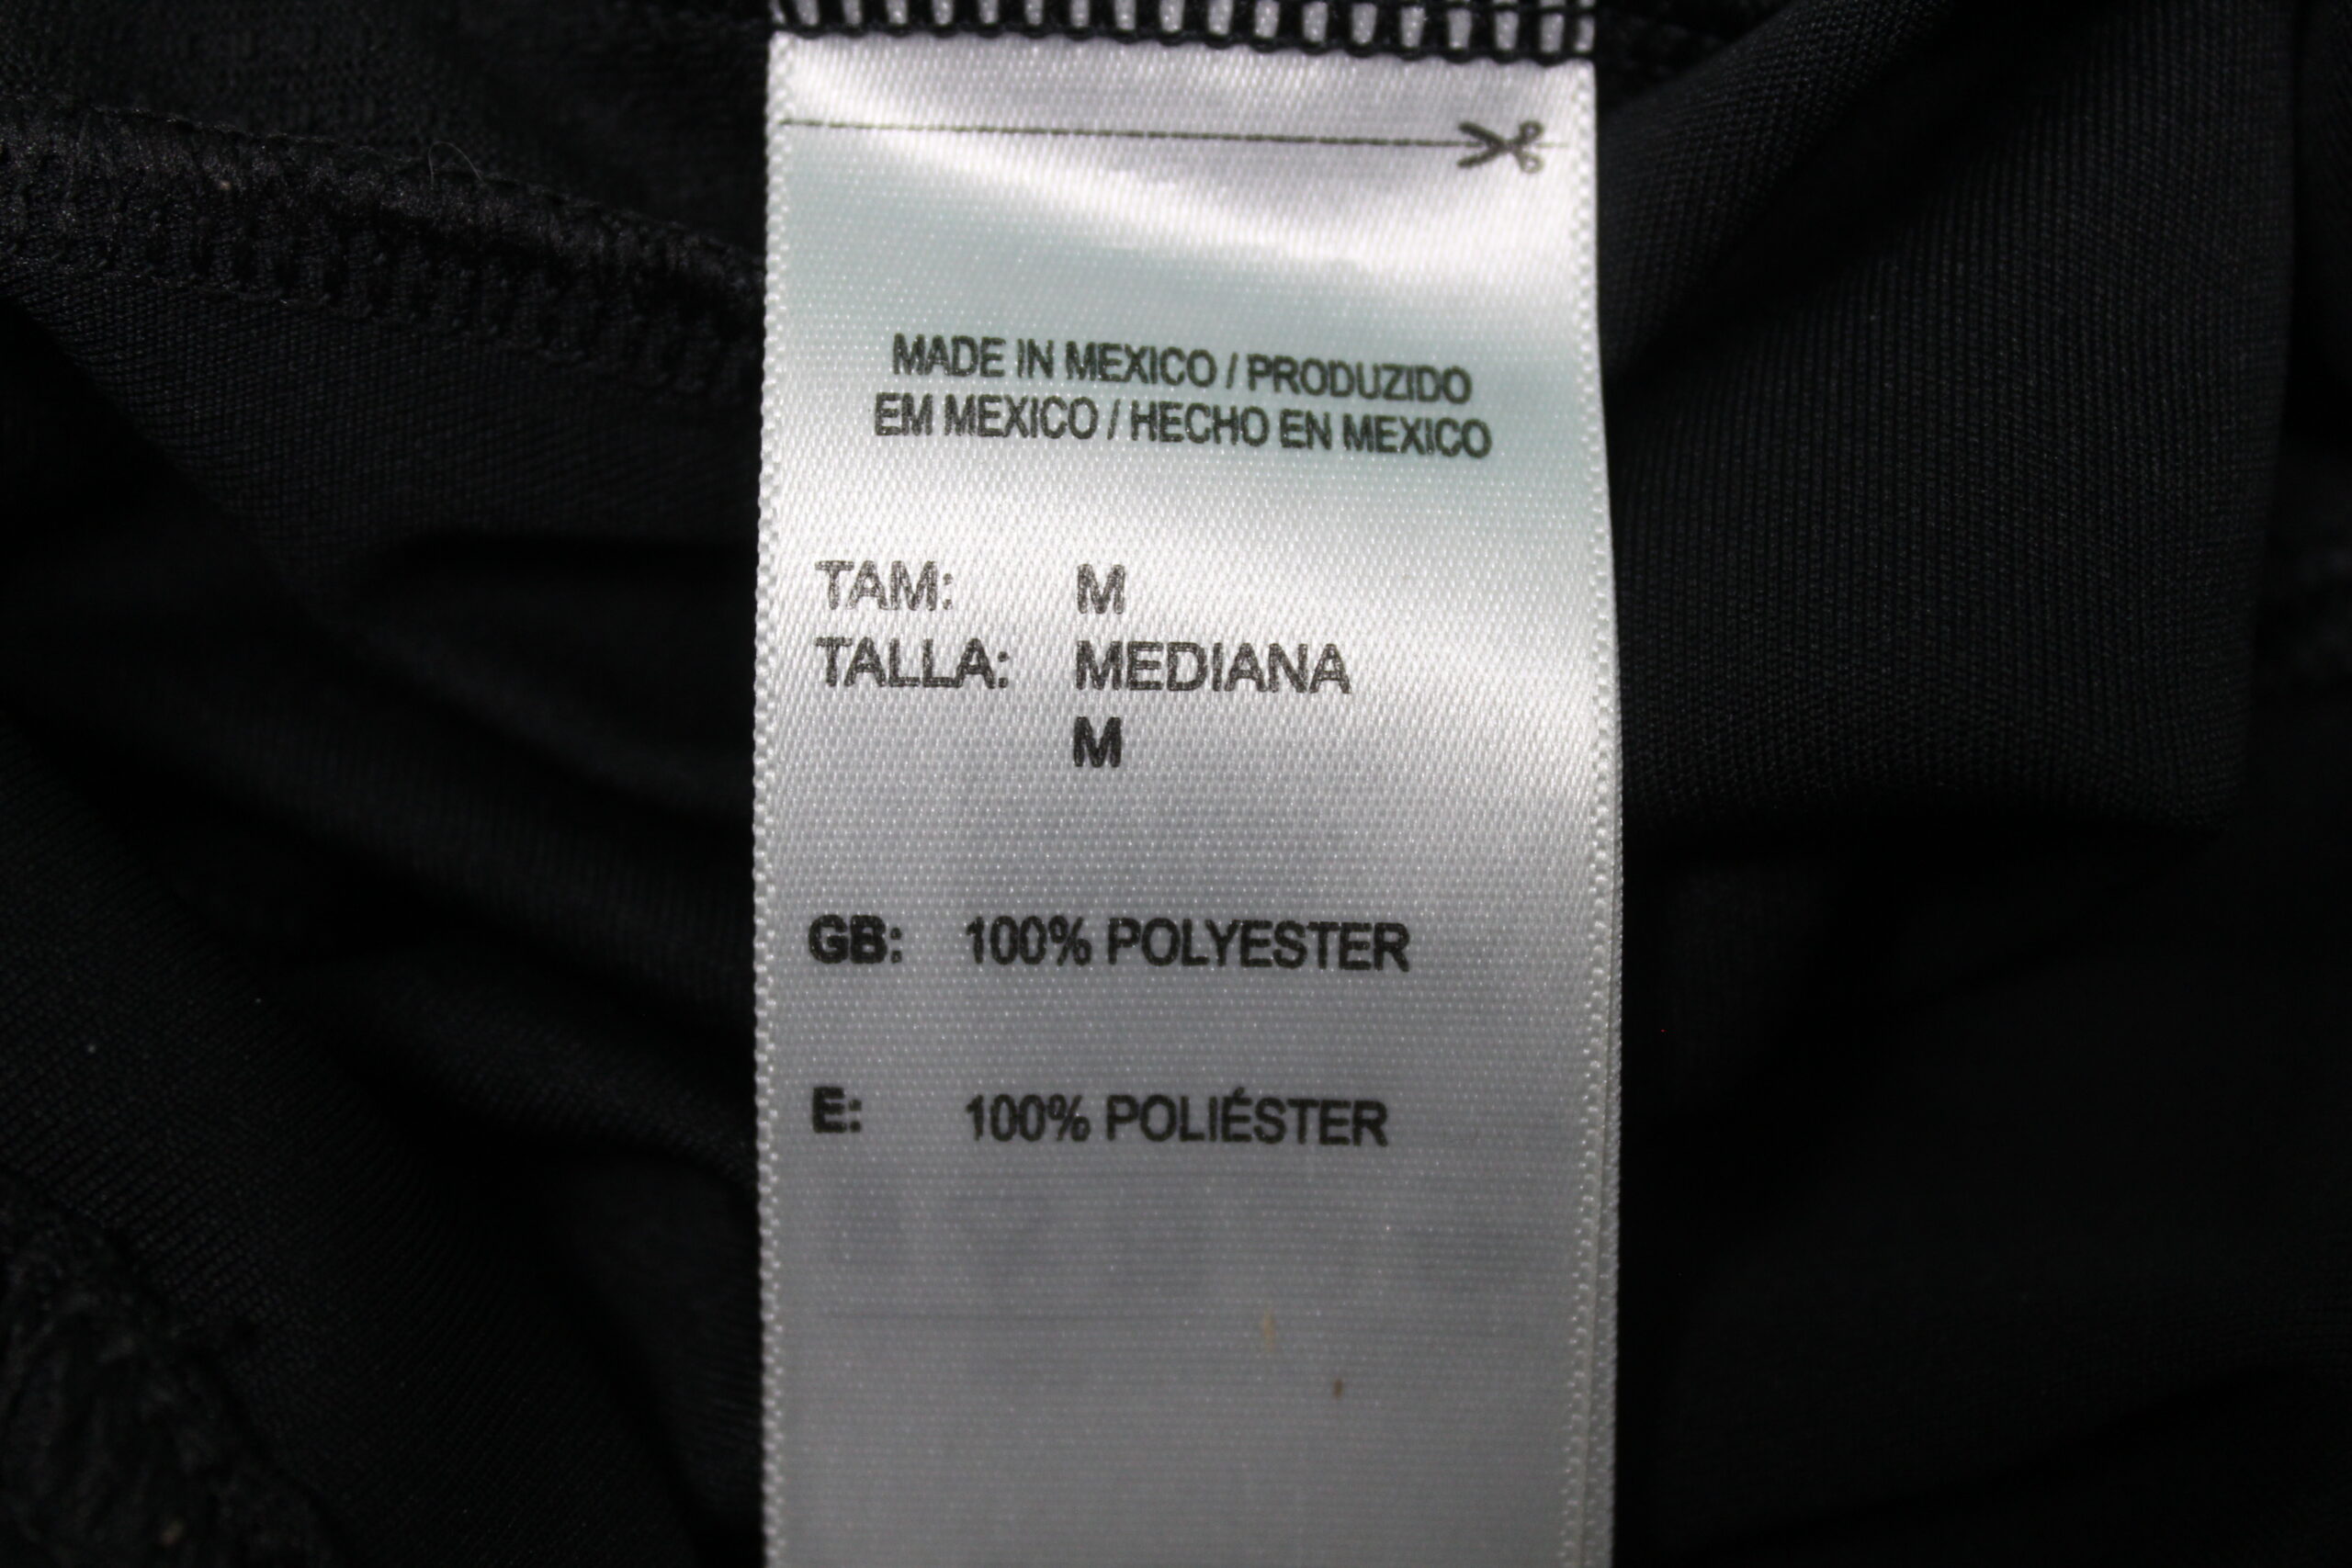 MADE IN MEXICO / PRODUZIDO
EM MEXICO / HECHO EN MEXICO
TAM: M
TALLA: MEDIANA
M
GB: 100% POLYESTER
E: 100% POLIÉSTER